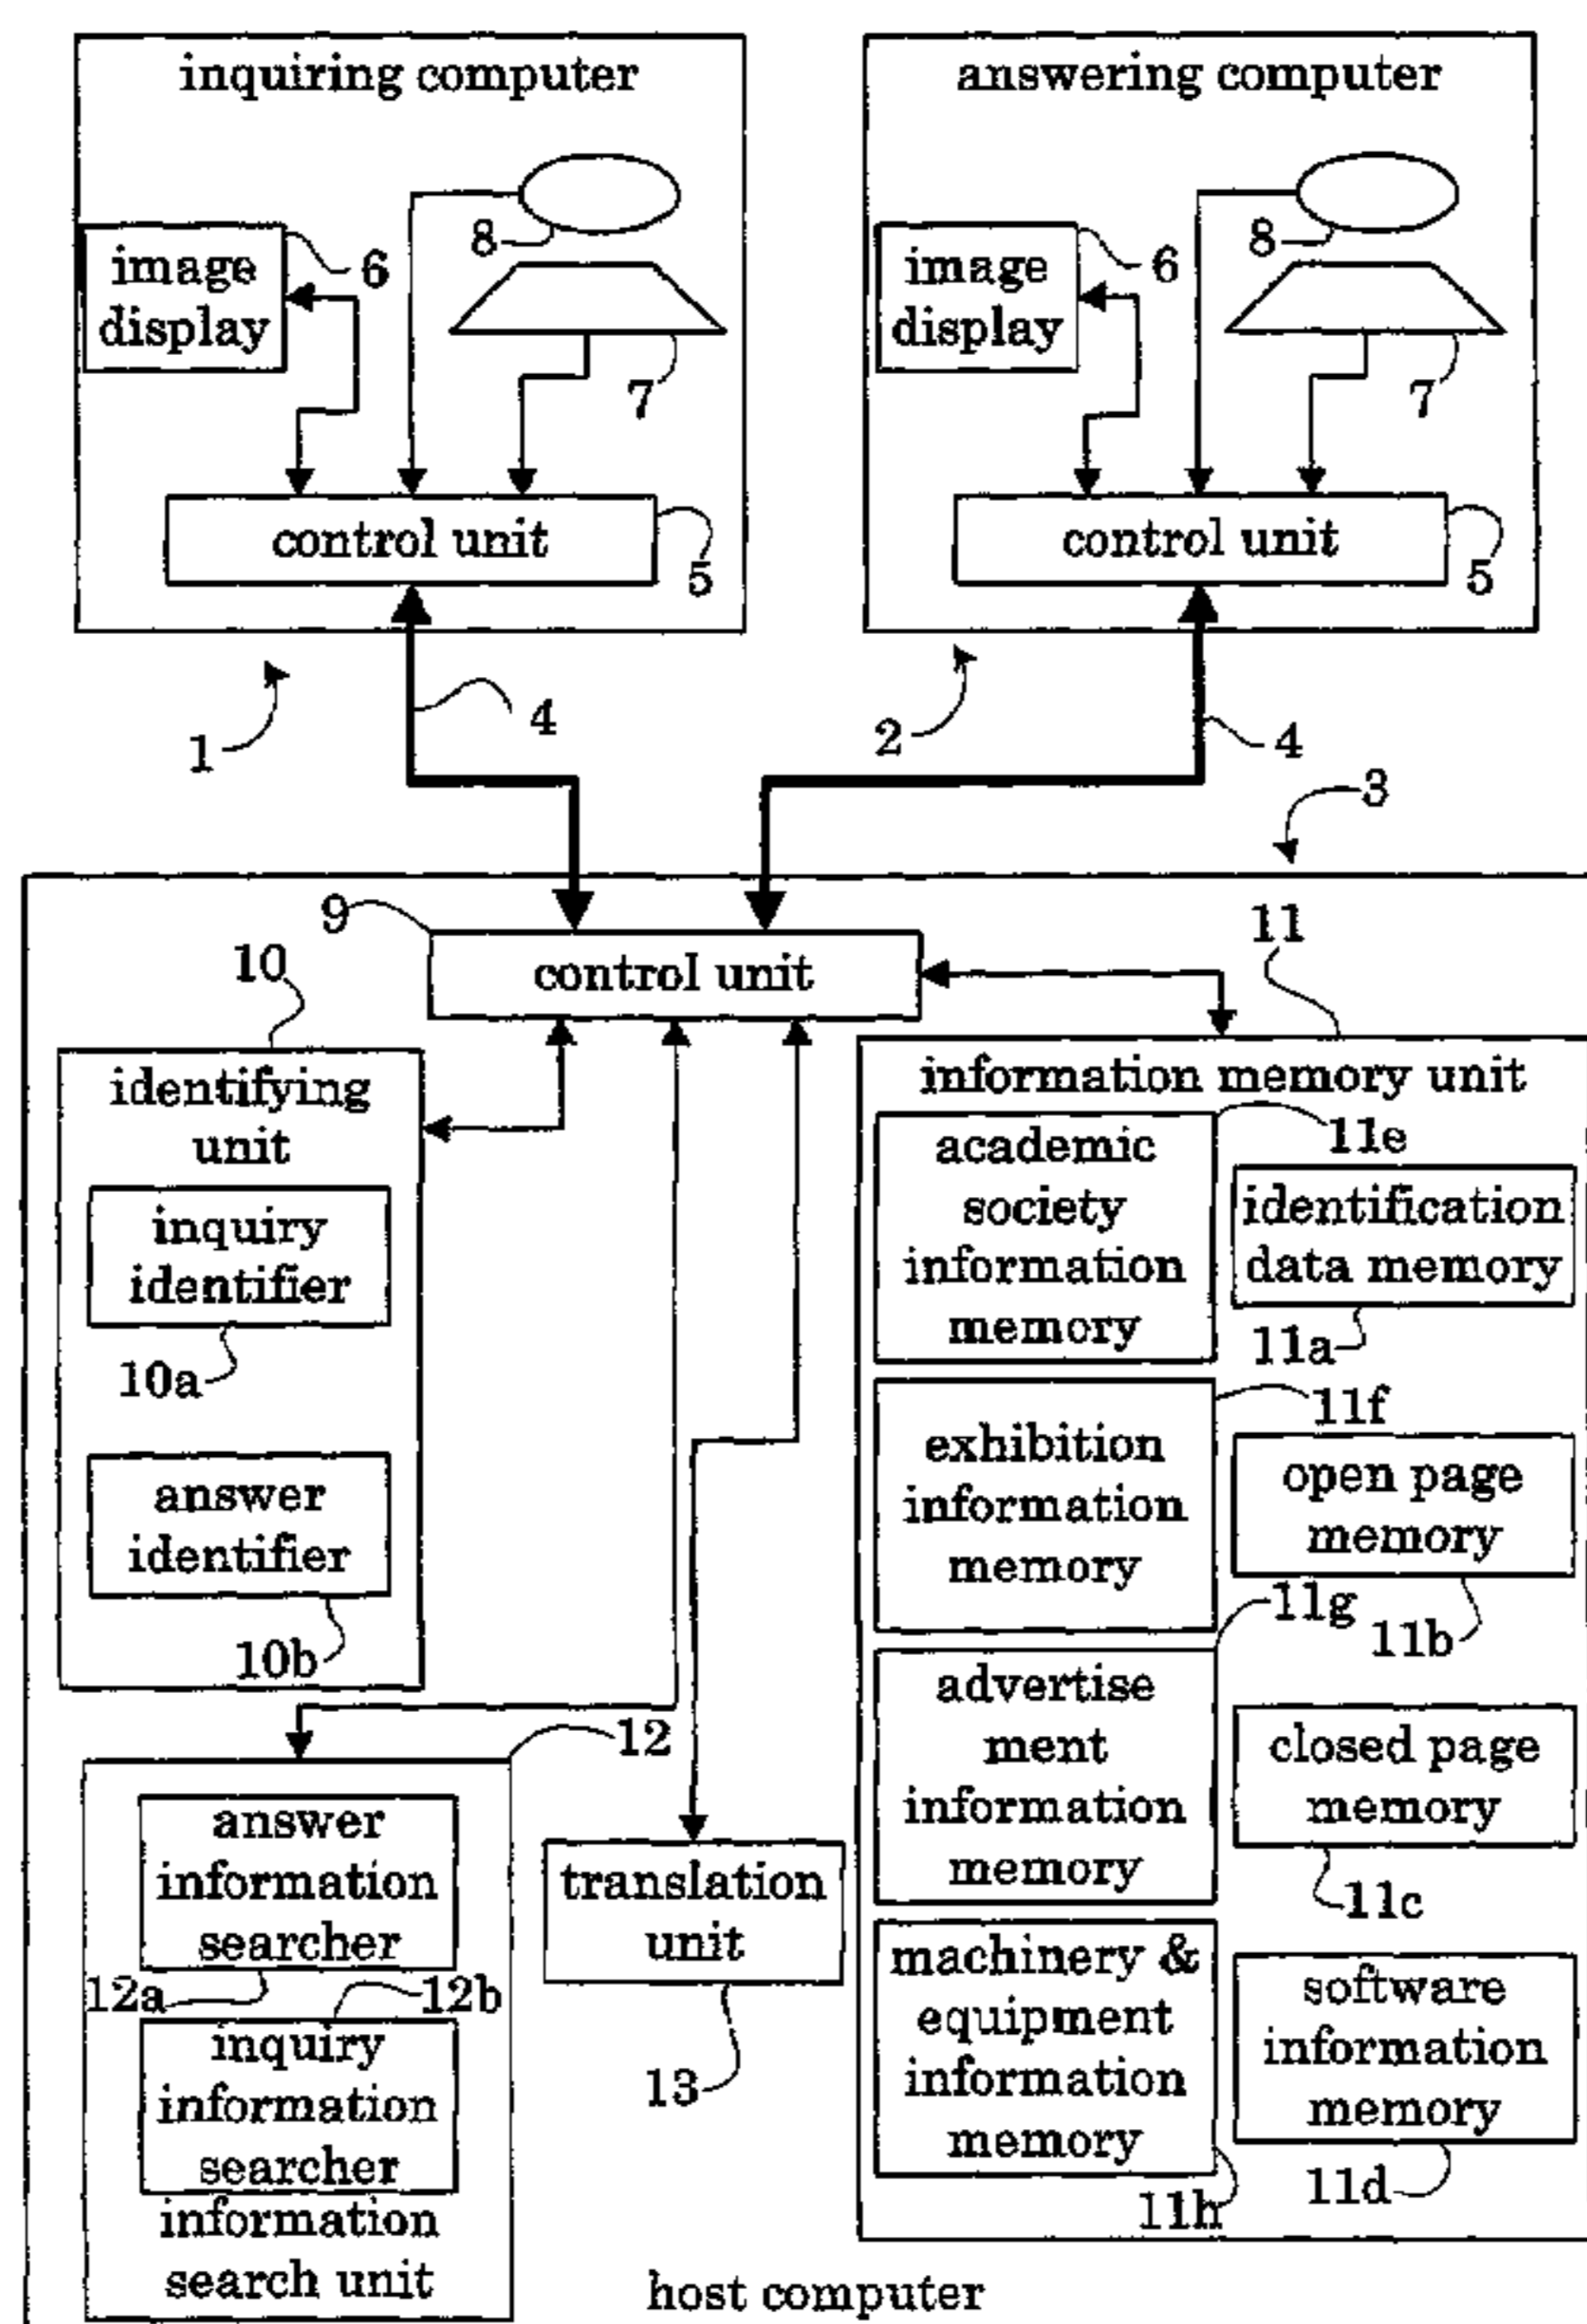 inquiring computer
8
image
display
6
7
control unit
5
1
4
answering computer
8
image
display
6
7
control unit
5
2
4
3
9
control unit
10
identifying
unit
inquiry
identifier
10a
answer
identifier
10b
12
answer
information
searcher
12a
12b
inquiry
information
searcher
information
search unit
translation
unit
13
11
information memory unit
academic
society
information
memory
11e
identification
data memory
11a
exhibition
information
memory
11f
open page
memory
11b
advertise
ment
information
memory
11g
closed page
memory
11c
machinery &
equipment
information
memory
11h
software
information
memory
11d
host computer